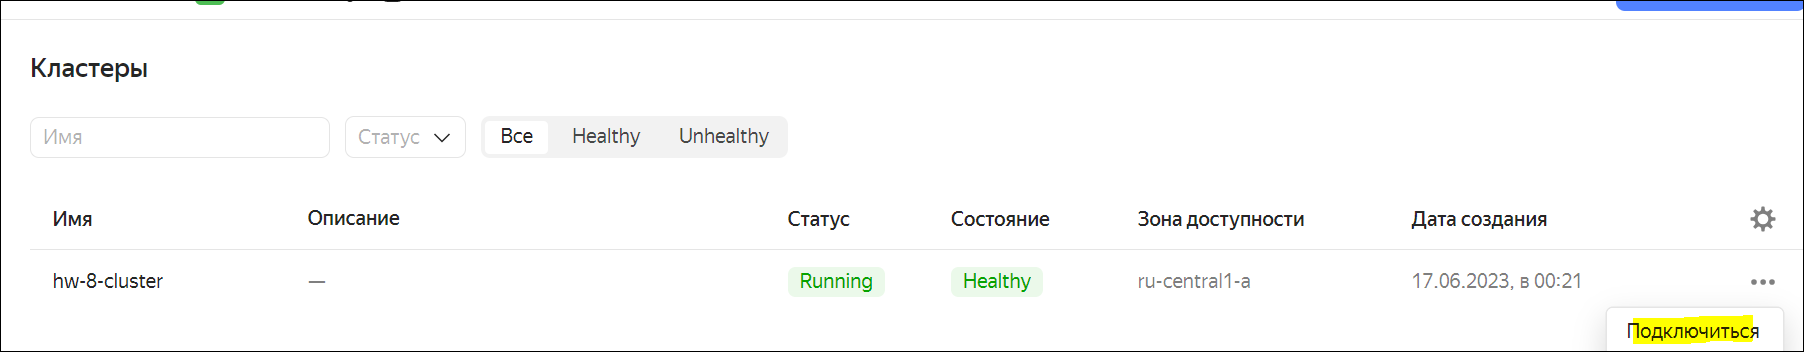 Кластеры
Имя Статус Все Healthy Unhealthy
Имя Описание Статус Состояние Зона доступности Дата создания
hw-8-cluster — Running Healthy ru-central1-a 17.06.2023, в 00:21
Подключиться